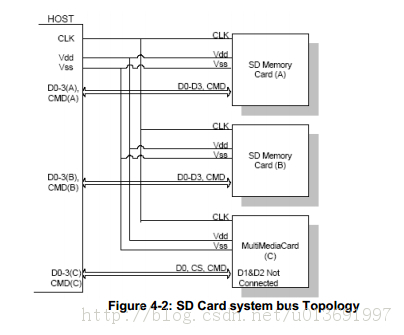 HOST
CLK
CLK
Vdd
Vdd
Vss
Vss
SD Memory
Card (A)
D0-3(A),
CMD(A)
D0-D3, CMD
CLK
Vdd
Vss
SD Memory
Card (B)
D0-3(B),
CMD(B)
D0-D3, CMD
CLK
Vdd
Vss
MultiMediaCard
(C)
D0-3(C)
CMD(C)
D0, CS, CMD
D1&D2 Not
Connected
Figure 4-2: SD Card system bus Topology
http://blog.csdn.net/u013691997